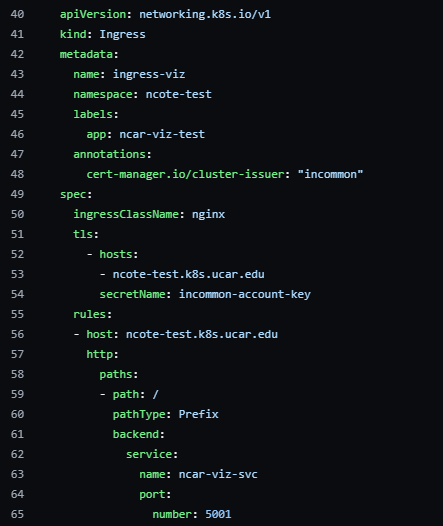 40 apiVersion: networking.k8s.io/v1
41 kind: Ingress
42 metadata:
43   name: ingress-viz
44   namespace: ncote-test
45   labels:
46     app: ncar-viz-test
47   annotations:
48     cert-manager.io/cluster-issuer: "incommon"
49 spec:
50   ingressClassName: nginx
51   tls:
52     - hosts:
53       - ncote-test.k8s.ucar.edu
54       secretName: incommon-account-key
55   rules:
56   - host: ncote-test.k8s.ucar.edu
57     http:
58       paths:
59       - path: /
60         pathType: Prefix
61         backend:
62           service:
63             name: ncar-viz-svc
64             port:
65               number: 5001